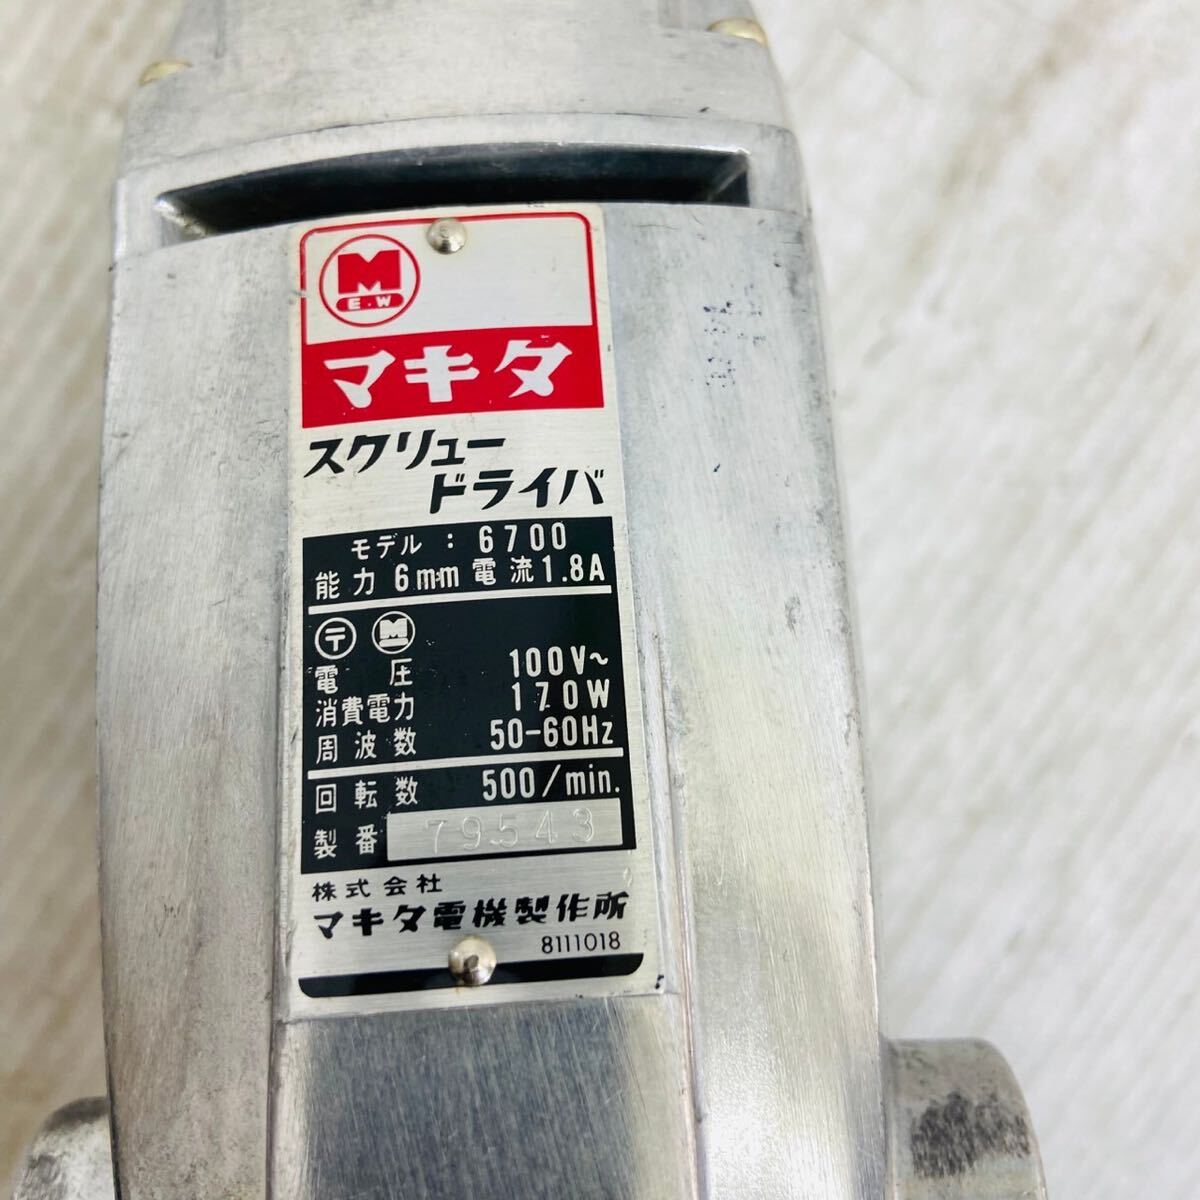 M
E.W
マキタ
スクリュー
ドライバ
モデル : 6700
能力 6mm 電流 1.8A
〒 M
電圧 100V~
消費電力 170W
周波数 50-60Hz
回転数 500/min.
製番 79543
株式会社
マキタ電機製作所
8111018